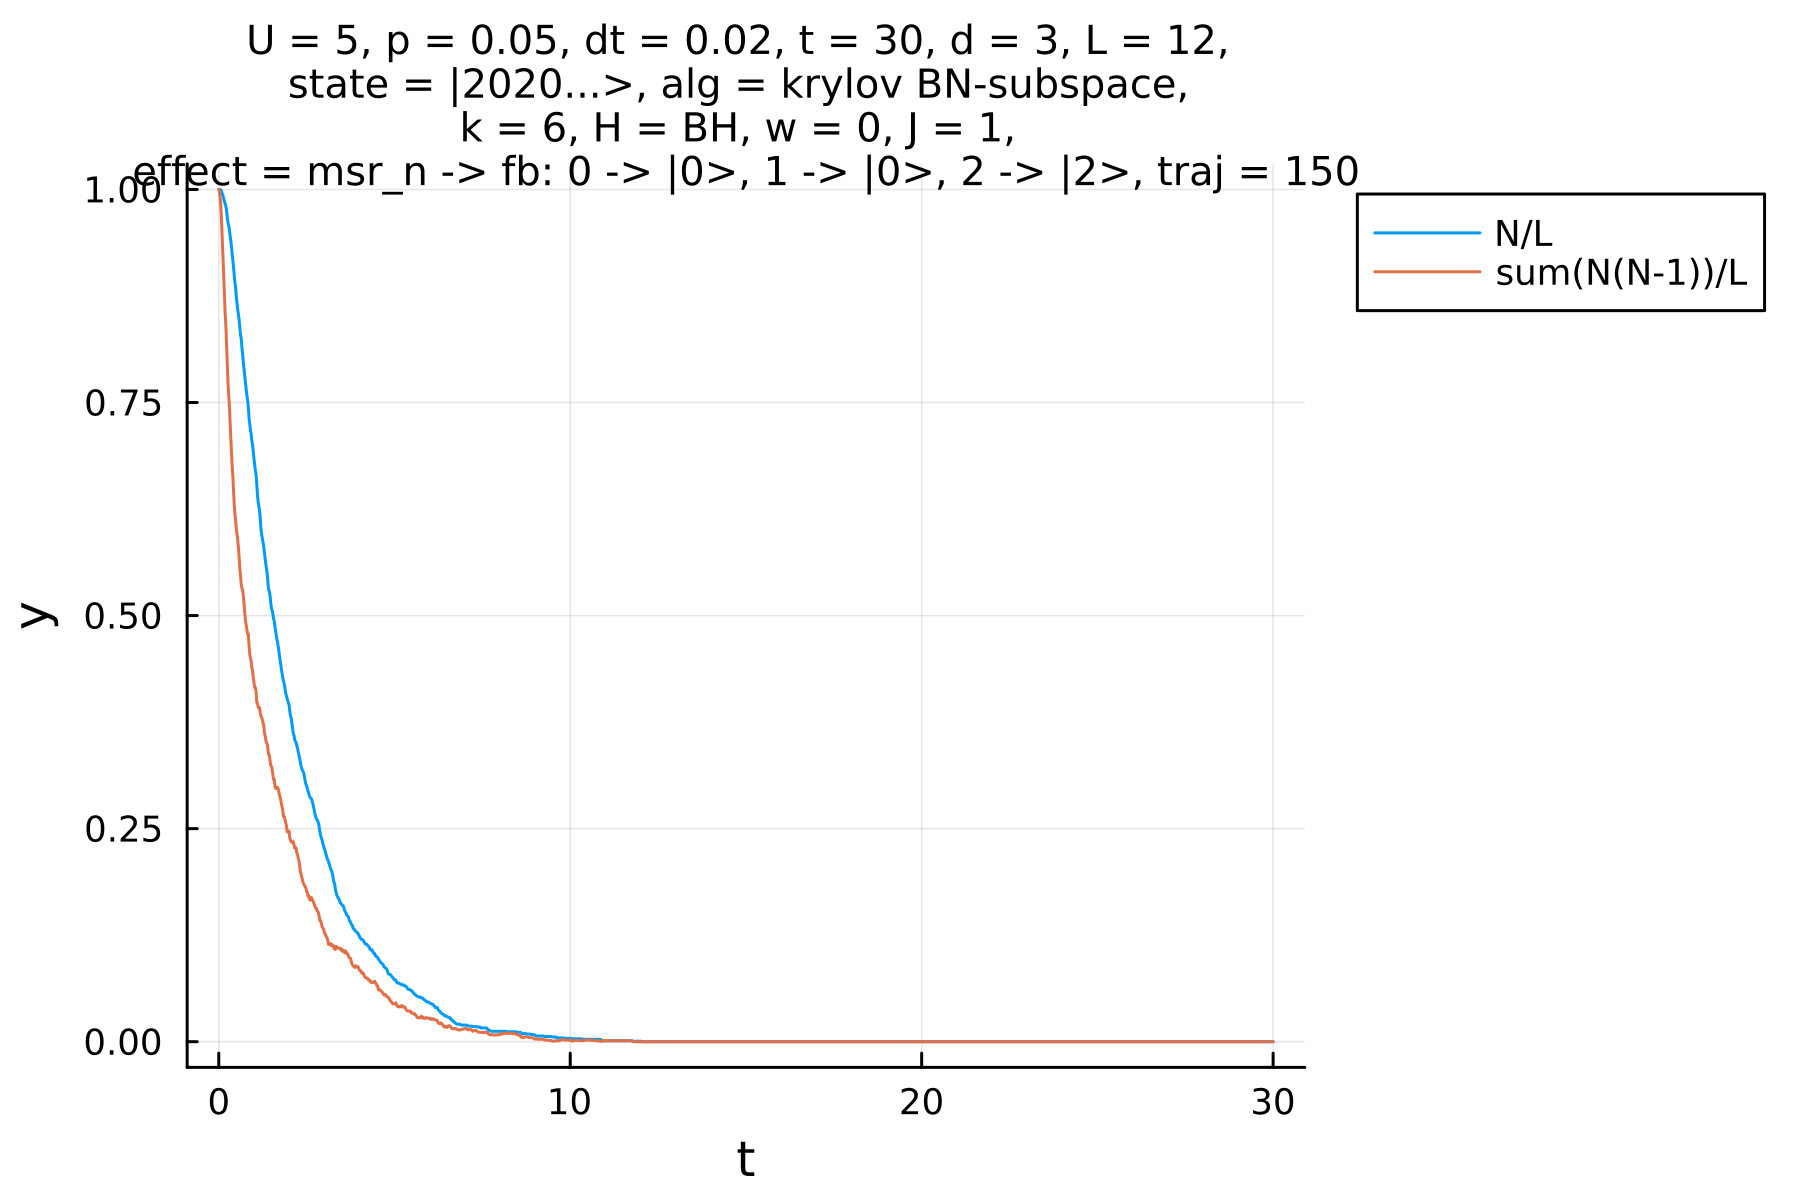 U = 5, p = 0.05, dt = 0.02, t = 30, d = 3, L = 12,
state = |2020...>, alg = krylov BN-subspace,
k = 6, H = BH, w = 0, J = 1,
effect = msr_n -> fb: 0 -> |0>, 1 -> |0>, 2 -> |2>, traj = 150
1.00
0.75
0.50
0.25
0.00
y
0 10 20 30
t
N/L
sum(N(N-1))/L